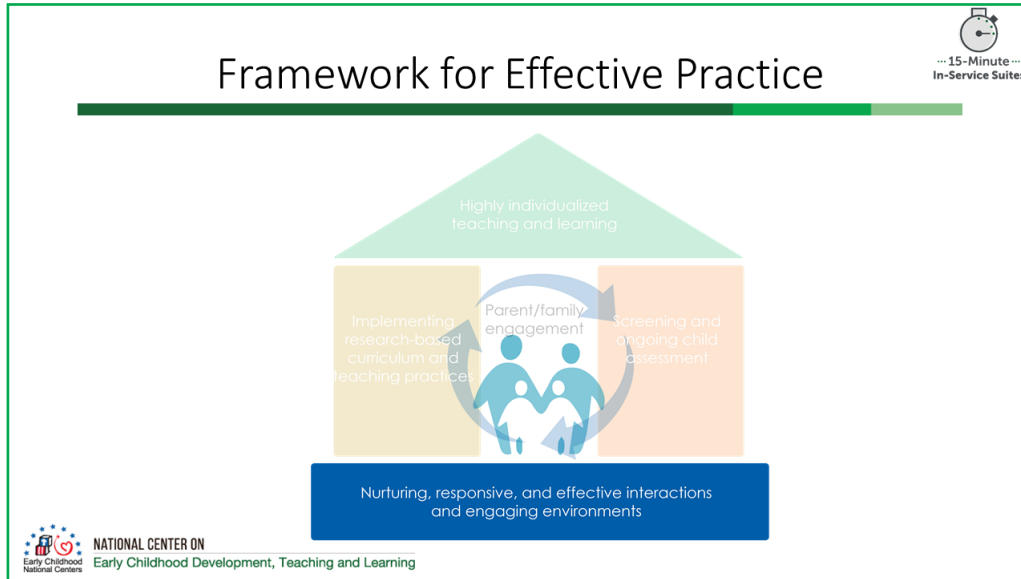 Framework for Effective Practice
···15-Minute···
In-Service Suites
Highly individualized
teaching and learning
Implementing
research-based
curriculum and
teaching practices
Parent/family
engagement
Screening and
ongoing child
assessment
Nurturing, responsive, and effective interactions
and engaging environments
Early Childhood
National Centers
NATIONAL CENTER ON
Early Childhood Development, Teaching and Learning